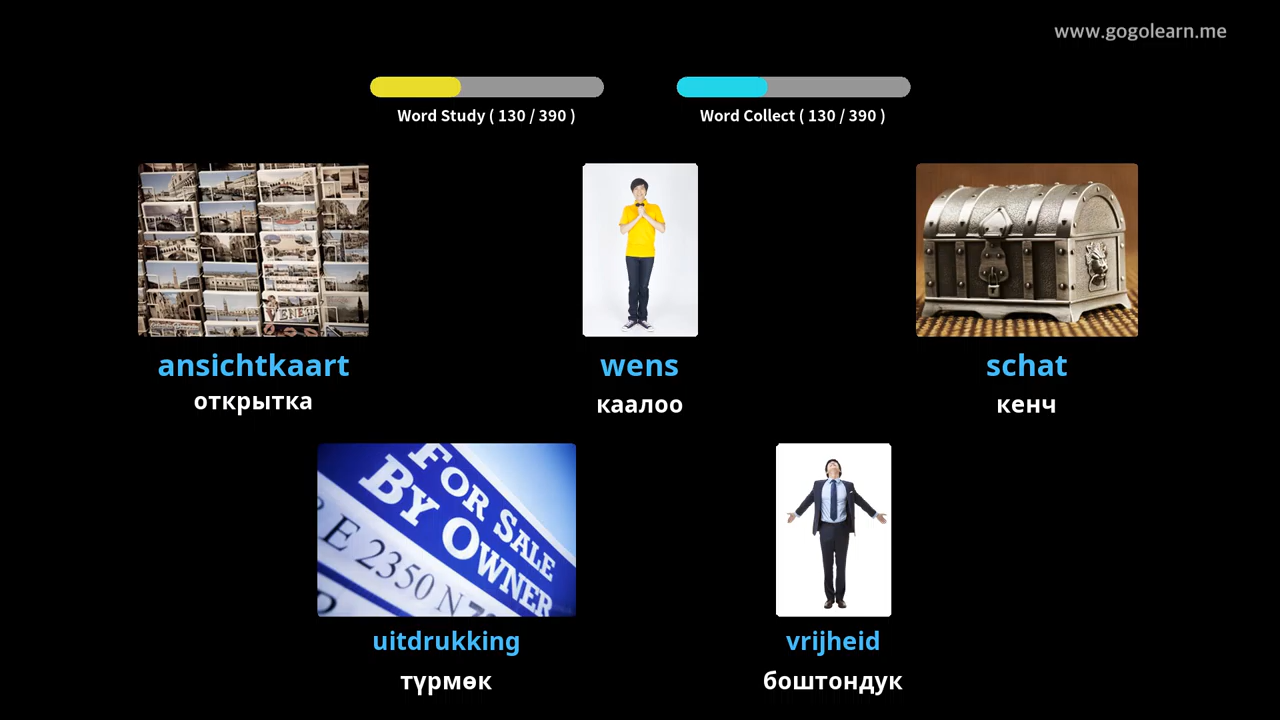 www.gogolearn.me
Word Study ( 130 / 390 )
Word Collect ( 130 / 390 )
ansichtkaart
открытка
wens
каалоо
schat
кенч
FOR SALE
BY OWNER
E 2350 N
uitdrukking
түрмөк
vrijheid
боштондук